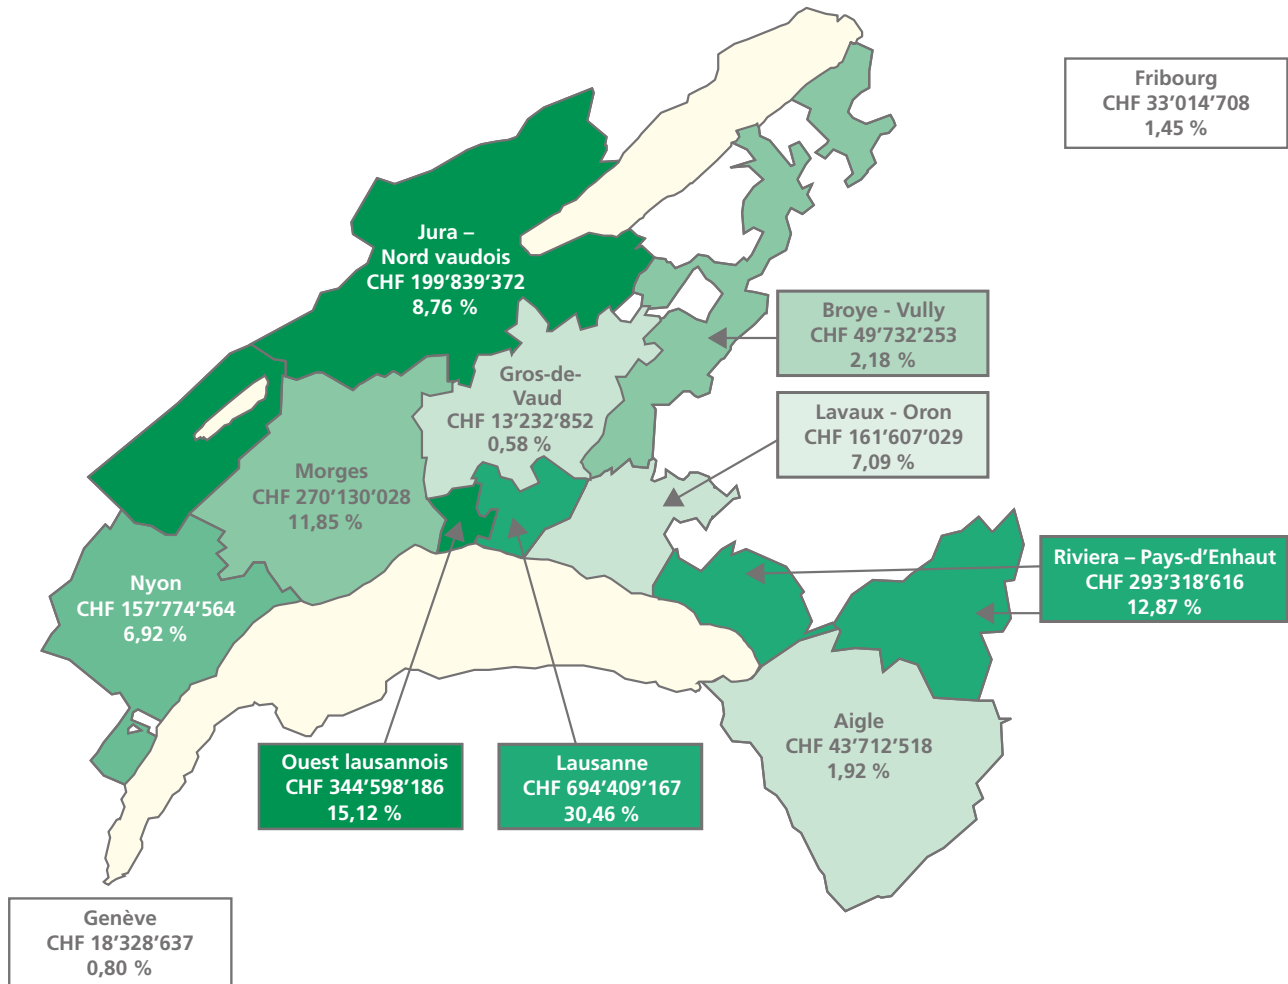 Fribourg
CHF 33’014’708
1,45 %
Jura –
Nord vaudois
CHF 199’839’372
8,76 %
Broye - Vully
CHF 49’732’253
2,18 %
Gros-de-
Vaud
CHF 13’232’852
0,58 %
Lavaux - Oron
CHF 161’607’029
7,09 %
Morges
CHF 270’130’028
11,85 %
Riviera – Pays-d’Enhaut
CHF 293’318’616
12,87 %
Nyon
CHF 157’774’564
6,92 %
Aigle
CHF 43’712’518
1,92 %
Ouest lausannois
CHF 344’598’186
15,12 %
Lausanne
CHF 694’409’167
30,46 %
Genève
CHF 18’328’637
0,80 %